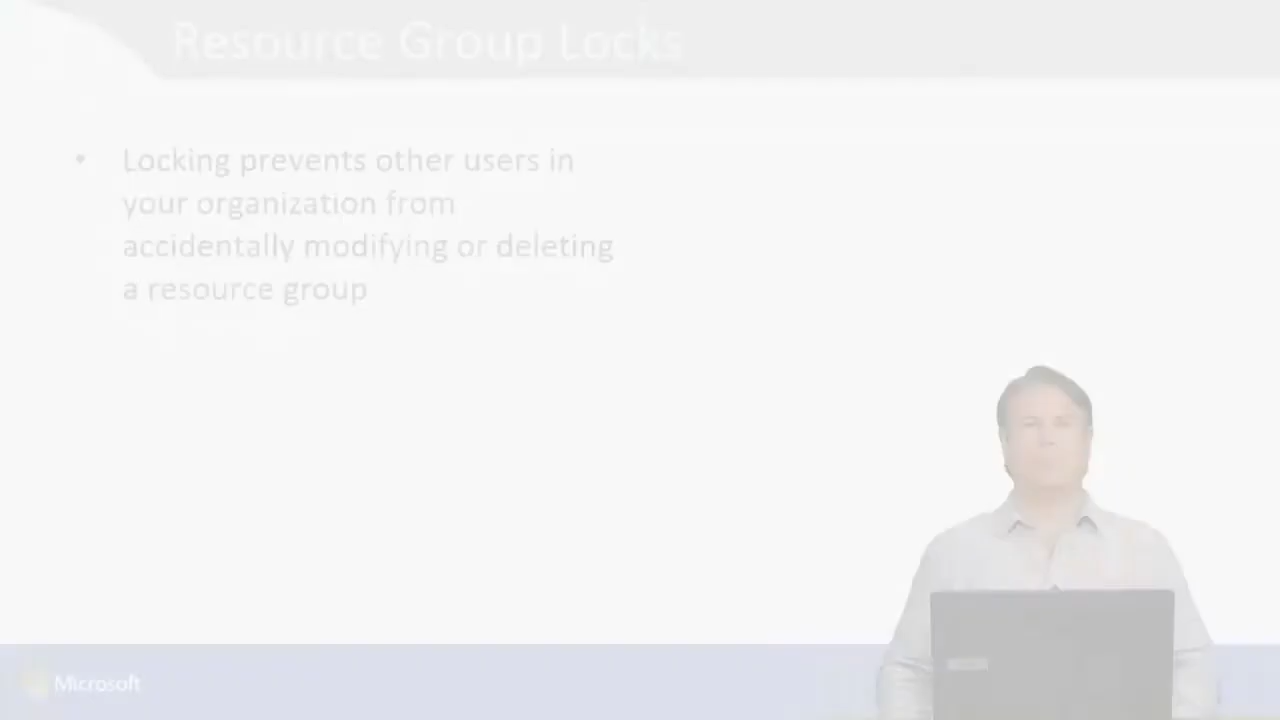 Resource Group Locks
• Locking prevents other users in
your organization from
accidentally modifying or deleting
a resource group
Microsoft